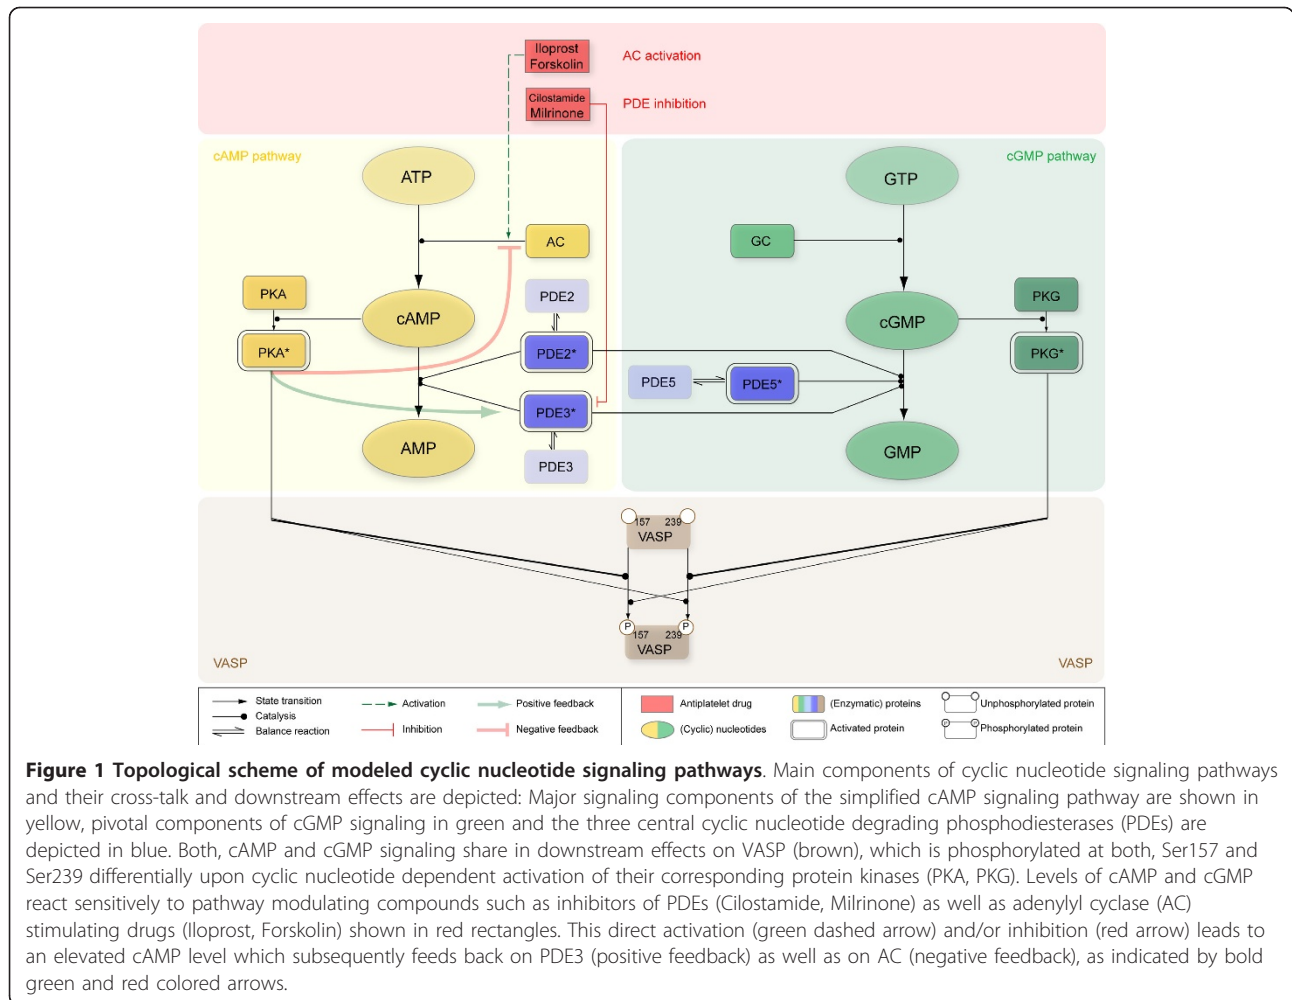 Iloprost
Forskolin
AC activation
Cilostamide
Milrinone
PDE inhibition
cAMP pathway
cGMP pathway
ATP
GTP
AC
GC
PKA
cAMP
PDE2
cGMP
PKG
PKA*
PDE2*
PKG*
PDE5
PDE5*
PDE3*
AMP
GMP
PDE3
157 239
VASP
P P
157 239
VASP
VASP
VASP
State transition
Activation
Positive feedback
Antiplatelet drug
(Enzymatic) proteins
Unphosphorylated protein
Catalysis
Balance reaction
Inhibition
Negative feedback
(Cyclic) nucleotides
Activated protein
P P
Phosphorylated protein
Figure 1 Topological scheme of modeled cyclic nucleotide signaling pathways. Main components of cyclic nucleotide signaling pathways
and their cross-talk and downstream effects are depicted: Major signaling components of the simplified cAMP signaling pathway are shown in
yellow, pivotal components of cGMP signaling in green and the three central cyclic nucleotide degrading phosphodiesterases (PDEs) are
depicted in blue. Both, cAMP and cGMP signaling share in downstream effects on VASP (brown), which is phosphorylated at both, Ser157 and
Ser239 differentially upon cyclic nucleotide dependent activation of their corresponding protein kinases (PKA, PKG). Levels of cAMP and cGMP
react sensitively to pathway modulating compounds such as inhibitors of PDEs (Cilostamide, Milrinone) as well as adenylyl cyclase (AC)
stimulating drugs (Iloprost, Forskolin) shown in red rectangles. This direct activation (green dashed arrow) and/or inhibition (red arrow) leads to
an elevated cAMP level which subsequently feeds back on PDE3 (positive feedback) as well as on AC (negative feedback), as indicated by bold
green and red colored arrows.